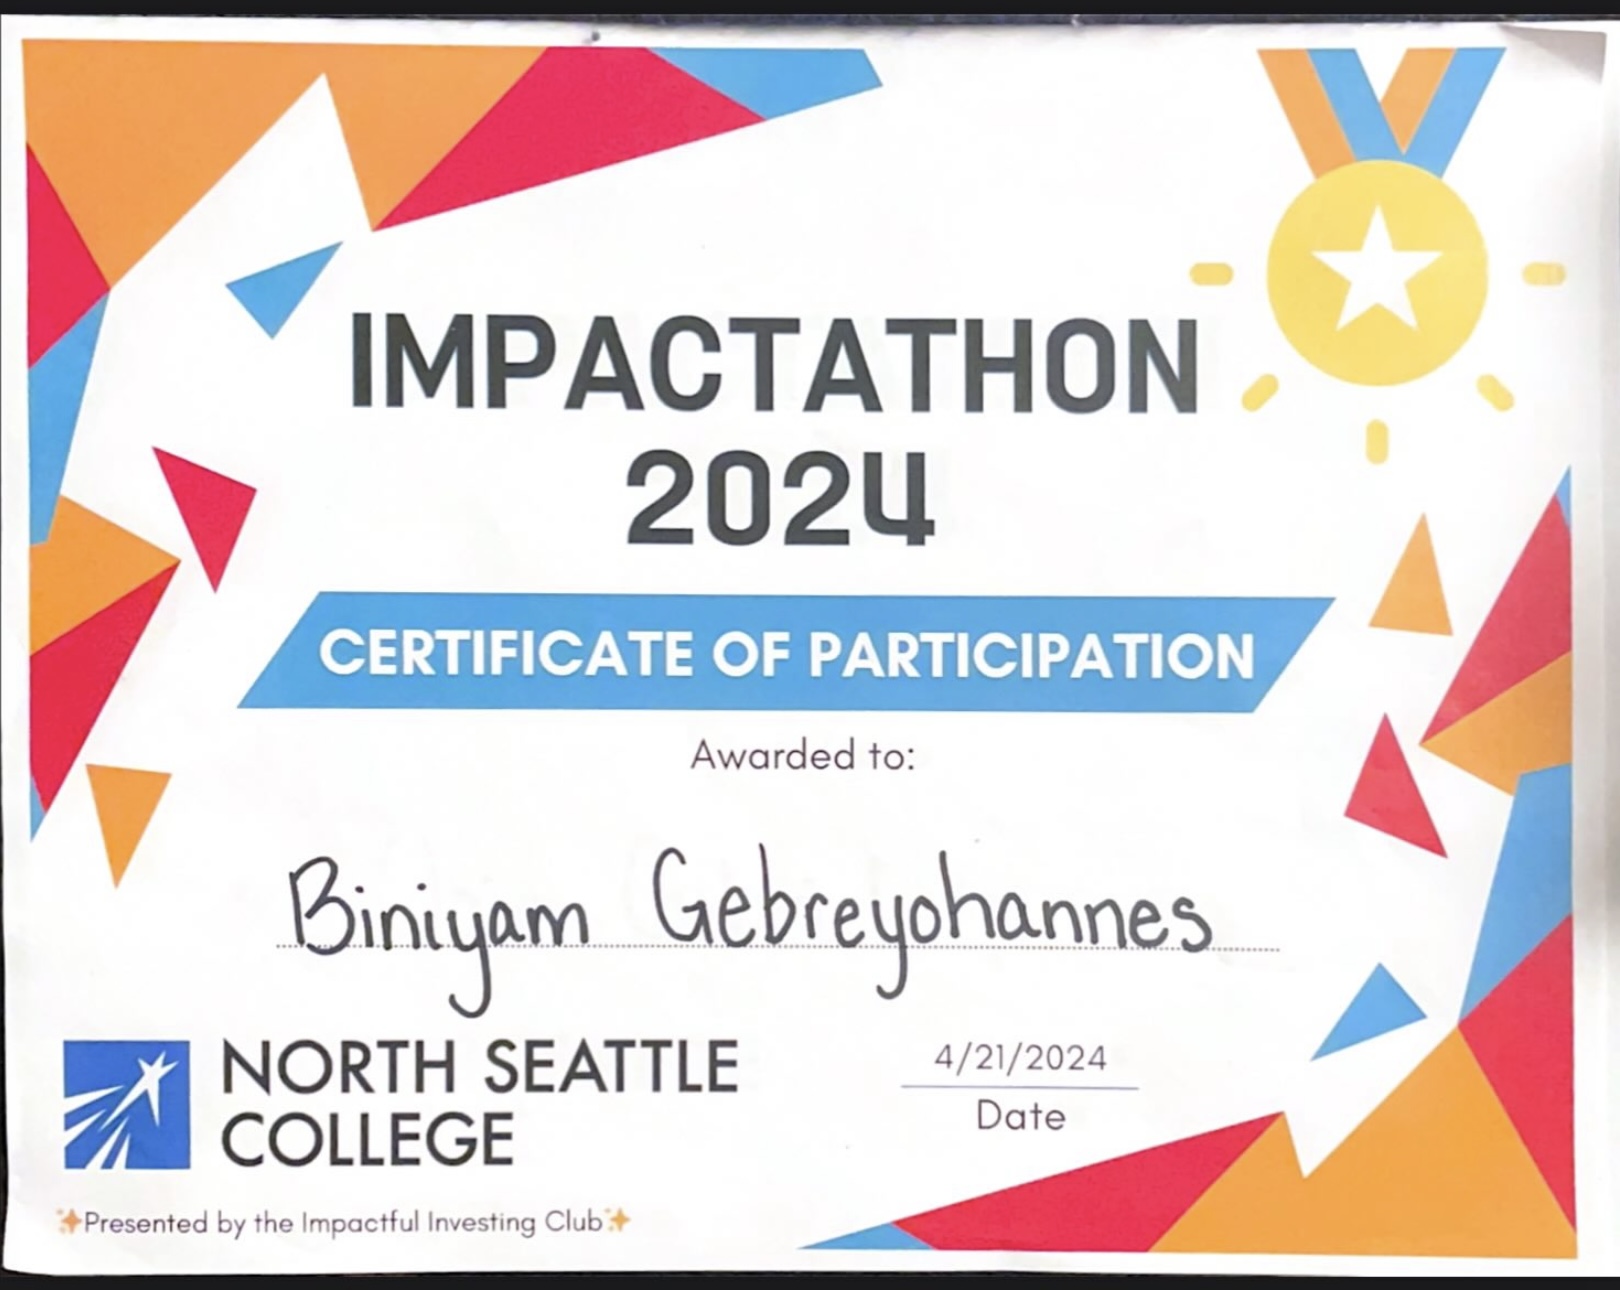 IMPACTATHON
2024
CERTIFICATE OF PARTICIPATION
Awarded to:
Biniyam Gebreyohannes
NORTH SEATTLE
COLLEGE
4/21/2024
Date
Presented by the Impactful Investing Club